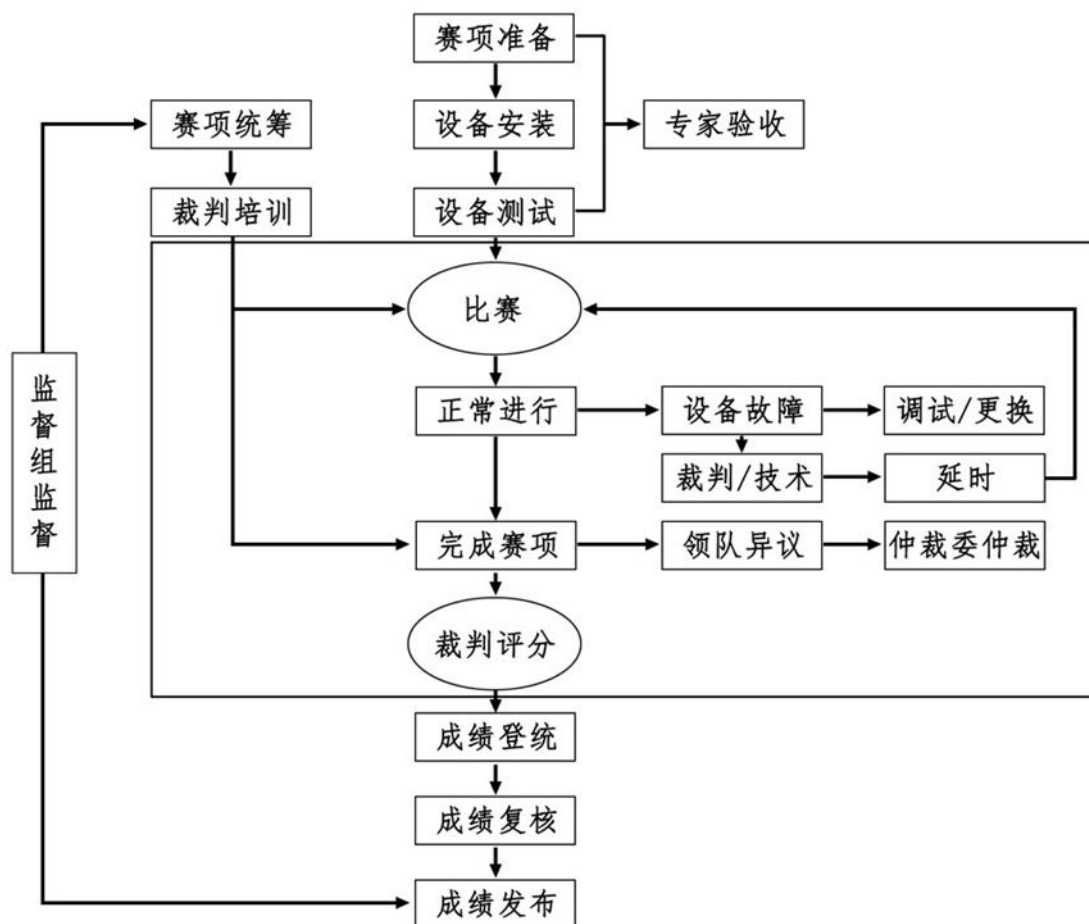 赛项准备
赛项统筹
设备安装
专家验收
裁判培训
设备测试
比赛
监督组监督
正常进行
设备故障
调试/更换
裁判/技术
延时
完成赛项
领队异议
仲裁委仲裁
裁判评分
成绩登统
成绩复核
成绩发布